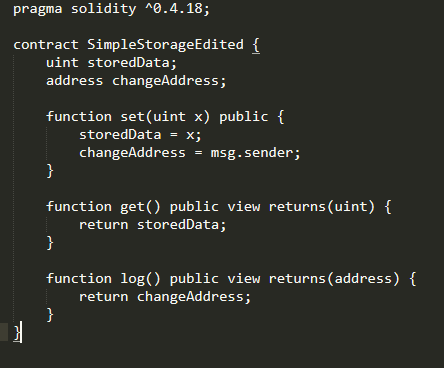 pragma solidity ^0.4.18;
contract SimpleStorageEdited {
uint storedData;
address changeAddress;
function set(uint x) public {
storedData = x;
changeAddress = msg.sender;
}
function get() public view returns(uint) {
return storedData;
}
function log() public view returns(address) {
return changeAddress;
}
}